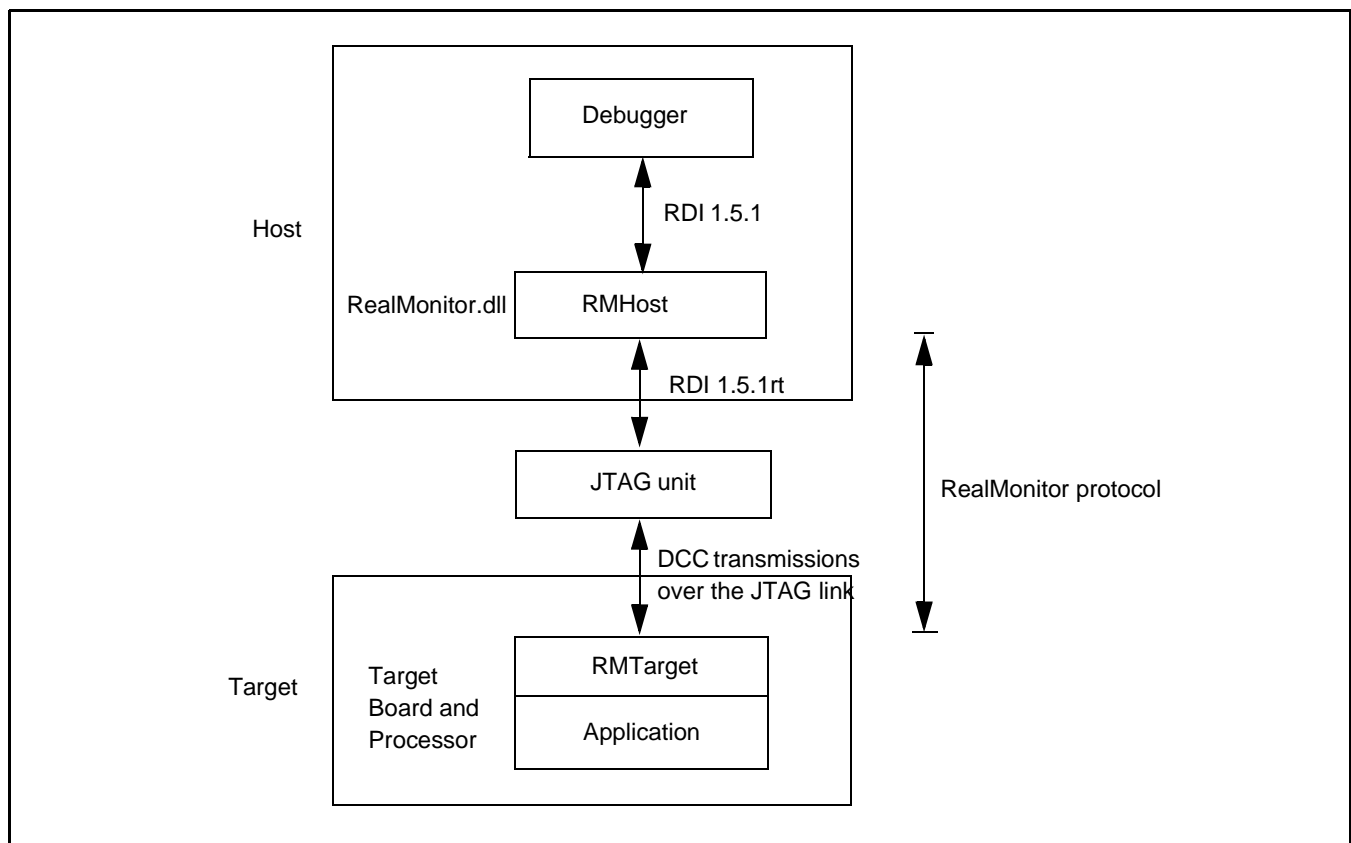 Debugger
RDI 1.5.1
Host
RealMonitor.dll
RMHost
RDI 1.5.1rt
JTAG unit
RealMonitor protocol
DCC transmissions
over the JTAG link
RMTarget
Target
Target
Board and
Processor
Application